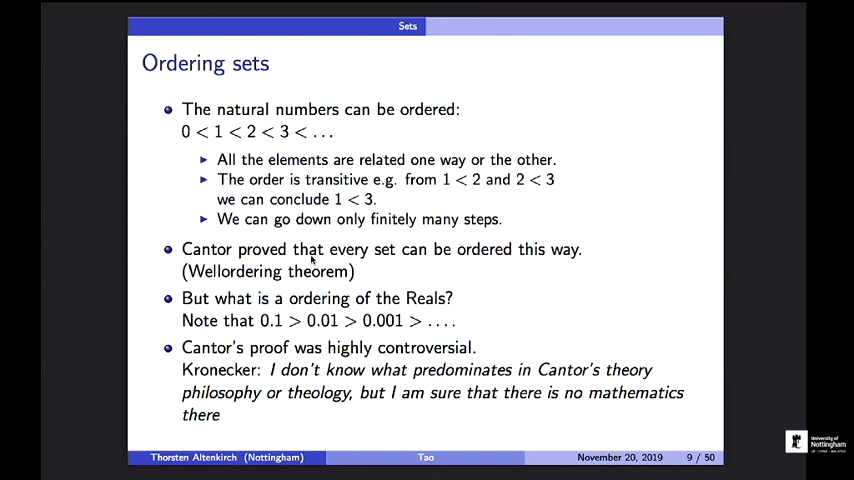 Sets
Ordering sets
The natural numbers can be ordered:
0 < 1 < 2 < 3 < ...
All the elements are related one way or the other.
The order is transitive e.g. from 1 < 2 and 2 < 3
we can conclude 1 < 3.
We can go down only finitely many steps.
Cantor proved that every set can be ordered this way.
(Wellordering theorem)
But what is a ordering of the Reals?
Note that 0.1 > 0.01 > 0.001 > ....
Cantor's proof was highly controversial.
Kronecker: I don't know what predominates in Cantor's theory
philosophy or theology, but I am sure that there is no mathematics
there
University of
Nottingham
Thorsten Altenkirch (Nottingham) Tao November 20, 2019 9 / 50